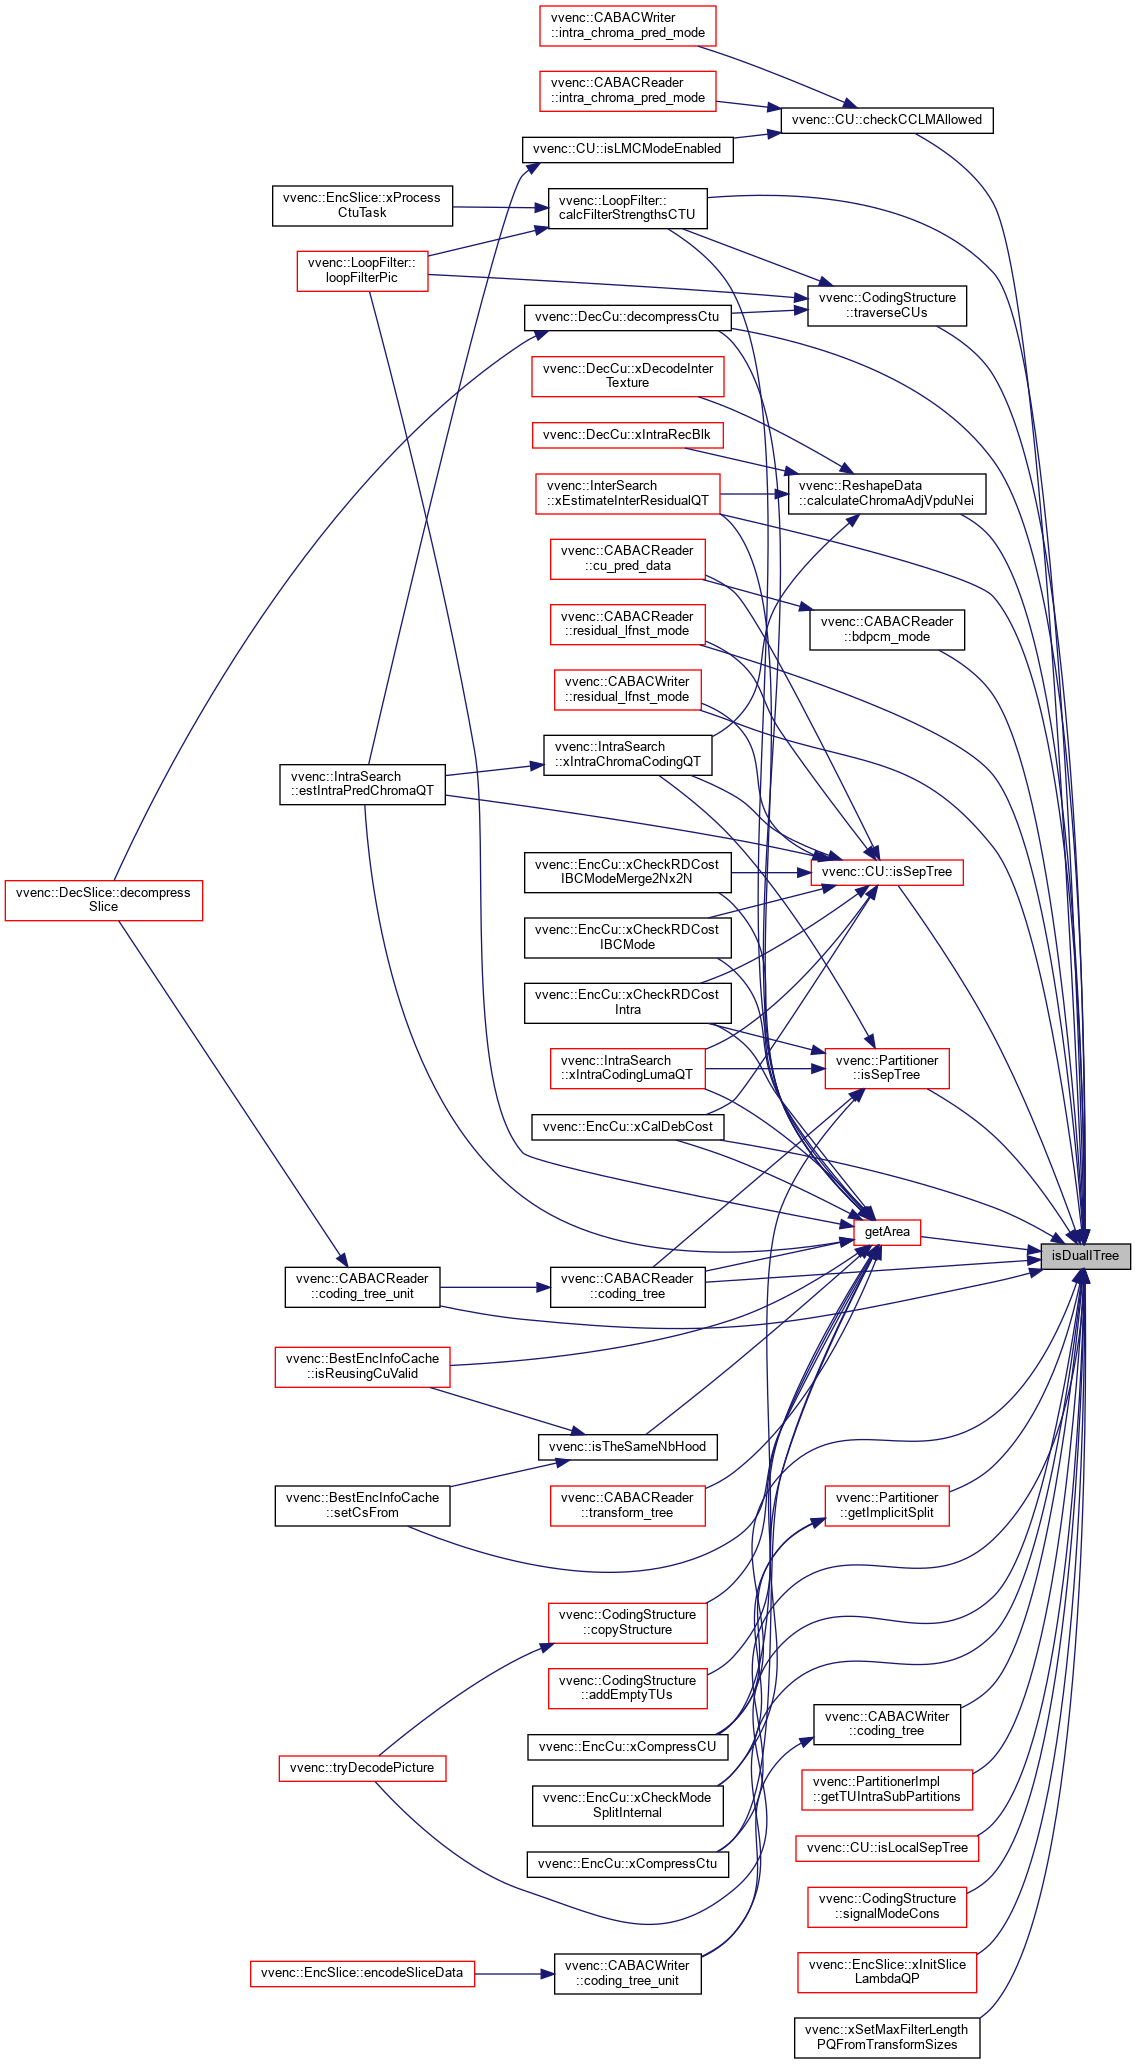 vvenc::CABACWriter
::intra_chroma_pred_mode
vvenc::CABACReader
::intra_chroma_pred_mode
vvenc::CU::checkCCLMAllowed
vvenc::CU::isLMCModeEnabled
vvenc::EncSlice::xProcess
CtuTask
vvenc::LoopFilter::
calcFilterStrengthsCTU
vvenc::LoopFilter::
loopFilterPic
vvenc::CodingStructure
::traverseCUs
vvenc::DecCu::decompressCtu
vvenc::DecCu::xDecodeInter
Texture
vvenc::DecCu::xIntraRecBlk
vvenc::InterSearch
::xEstimateInterResidualQT
vvenc::ReshapeData
::calculateChromaAdjVpduNei
vvenc::CABACReader
::cu_pred_data
vvenc::CABACReader
::residual_lfnst_mode
vvenc::CABACReader
::bdpcm_mode
vvenc::CABACWriter
::residual_lfnst_mode
vvenc::IntraSearch
::xIntraChromaCodingQT
vvenc::IntraSearch
::estIntraPredChromaQT
vvenc::EncCu::xCheckRDCost
IBCModeMerge2Nx2N
vvenc::CU::isSepTree
vvenc::DecSlice::decompress
Slice
vvenc::EncCu::xCheckRDCost
IBCMode
vvenc::EncCu::xCheckRDCost
Intra
vvenc::IntraSearch
::xIntraCodingLumaQT
vvenc::Partitioner
::isSepTree
vvenc::EncCu::xCalDebCost
getArea
isDualITree
vvenc::CABACReader
::coding_tree_unit
vvenc::CABACReader
::coding_tree
vvenc::BestEncInfoCache
::isReusingCuValid
vvenc::isTheSameNbHood
vvenc::BestEncInfoCache
::setCsFrom
vvenc::CABACReader
::transform_tree
vvenc::Partitioner
::getImplicitSplit
vvenc::CodingStructure
::copyStructure
vvenc::CodingStructure
::addEmptyTUs
vvenc::EncCu::xCompressCU
vvenc::CABACWriter
::coding_tree
vvenc::tryDecodePicture
vvenc::EncCu::xCheckMode
SplitInternal
vvenc::PartitionerImpl
::getTUIntraSubPartitions
vvenc::EncCu::xCompressCtu
vvenc::CU::isLocalSepTree
vvenc::CodingStructure
::signalModeCons
vvenc::EncSlice::encodeSliceData
vvenc::CABACWriter
::coding_tree_unit
vvenc::EncSlice::xInitSlice
LambdaQP
vvenc::xSetMaxFilterLength
PQFromTransformSizes